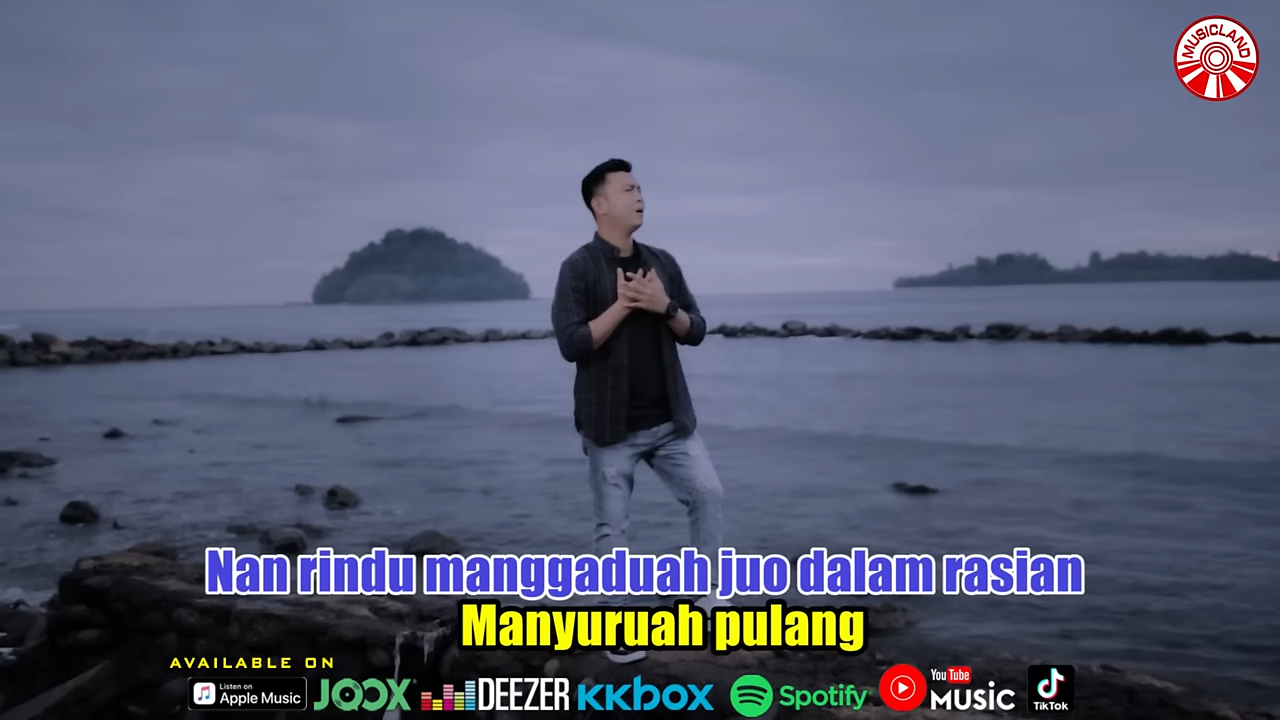 MUSICLAND
Nan rindu manggaduah juo dalam rasian
Manyuruah pulang
AVAILABLE ON
Listen on
Apple Music
JOOX
DEEZER
KKBOX
Spotify
YouTube
MUSIC
TikTok